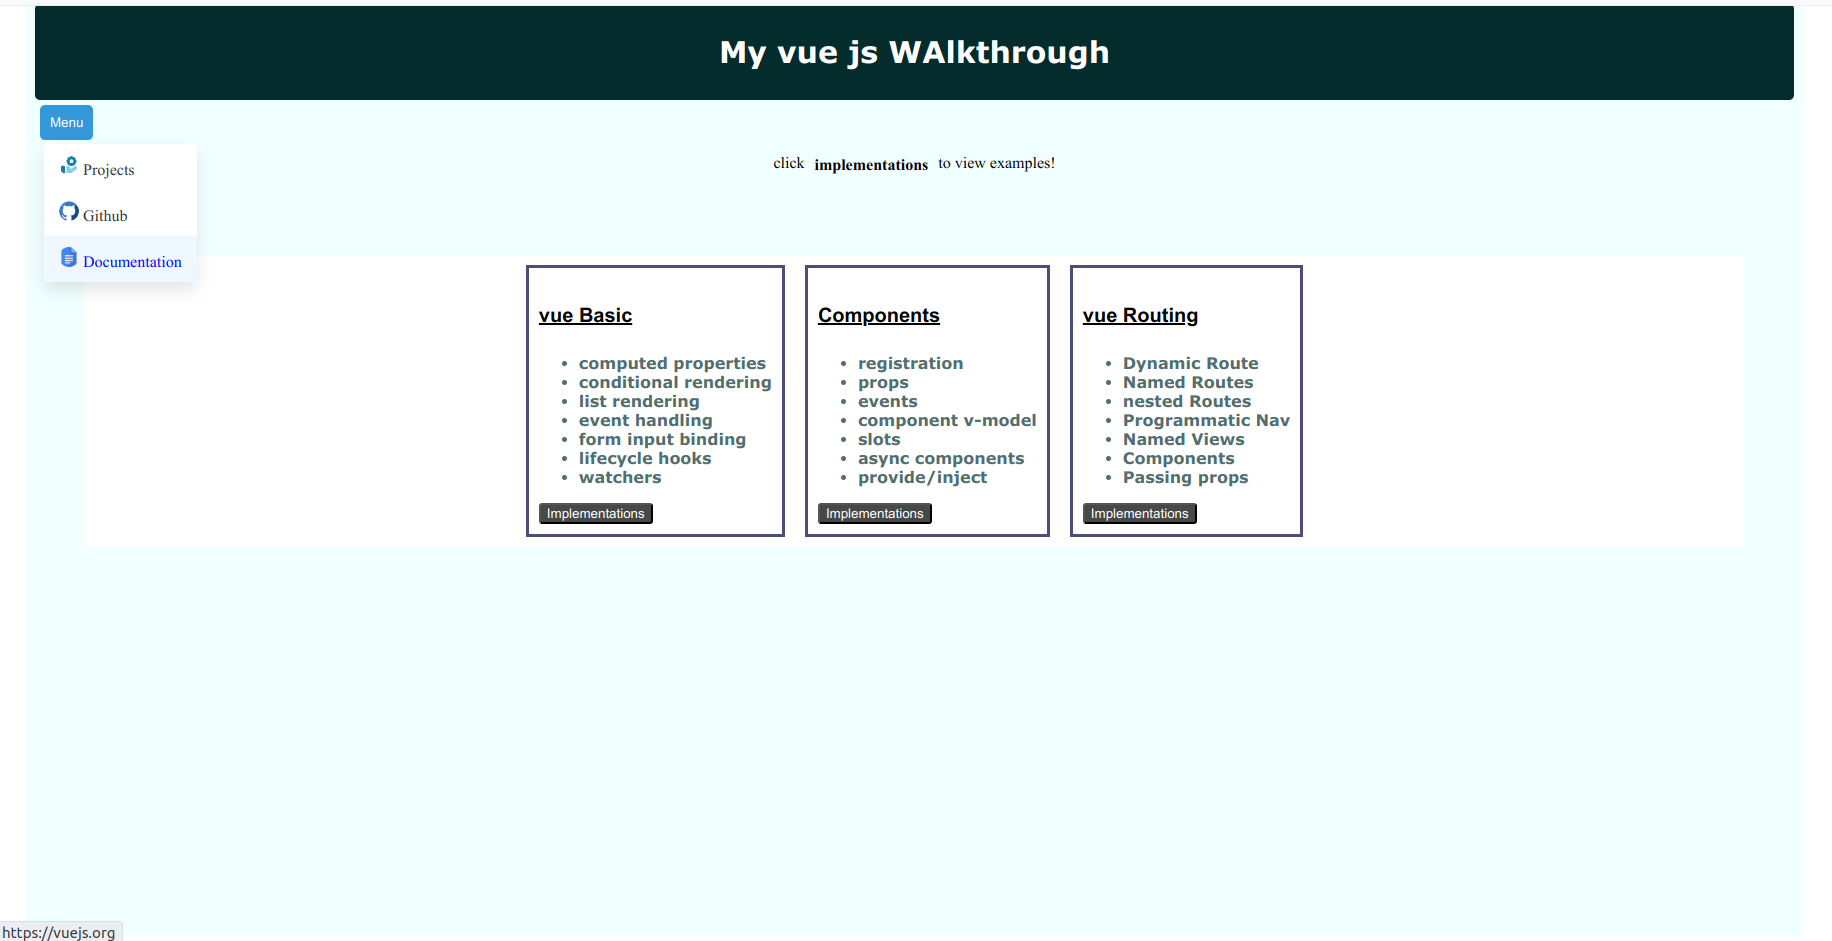 My vue js WAlkthrough
Menu
Projects
Github
Documentation
click implementations to view examples!
vue Basic
computed properties
conditional rendering
list rendering
event handling
form input binding
lifecycle hooks
watchers
Implementations
Components
registration
props
events
component v-model
slots
async components
provide/inject
Implementations
vue Routing
Dynamic Route
Named Routes
nested Routes
Programmatic Nav
Named Views
Components
Passing props
Implementations
https://vuejs.org